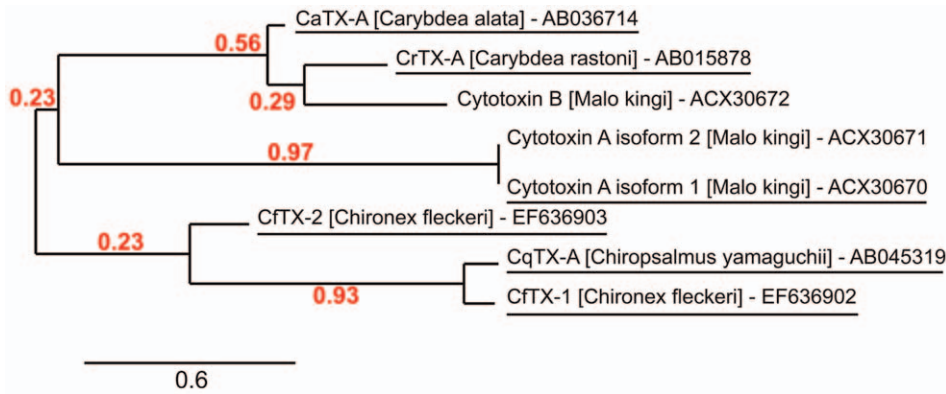 CaTX-A [Carybdea alata] - AB036714
0.56
CrTX-A [Carybdea rastoni] - AB015878
0.23
0.29
Cytotoxin B [Malo kingi] - ACX30672
Cytotoxin A isoform 2 [Malo kingi] - ACX30671
0.97
Cytotoxin A isoform 1 [Malo kingi] - ACX30670
CfTX-2 [Chironex fleckeri] - EF636903
0.23
CqTX-A [Chiropsalmus yamaguchii] - AB045319
0.93
CfTX-1 [Chironex fleckeri] - EF636902
0.6